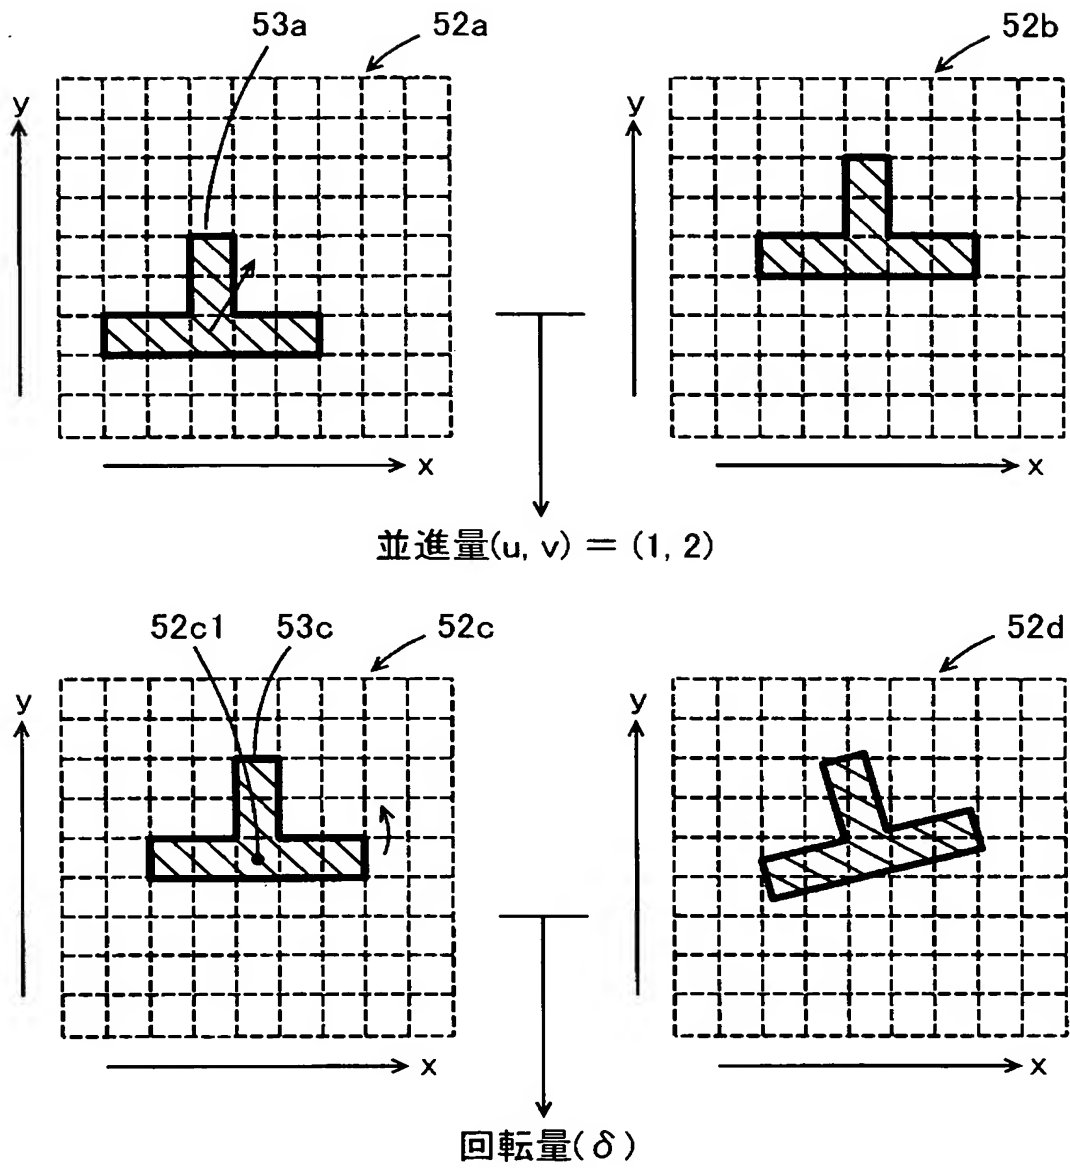 53a 52a 52b
y y
x x
並進量(u, v) = (1, 2)
52c1 53c 52c 52d
y y
x x
回転量(δ)